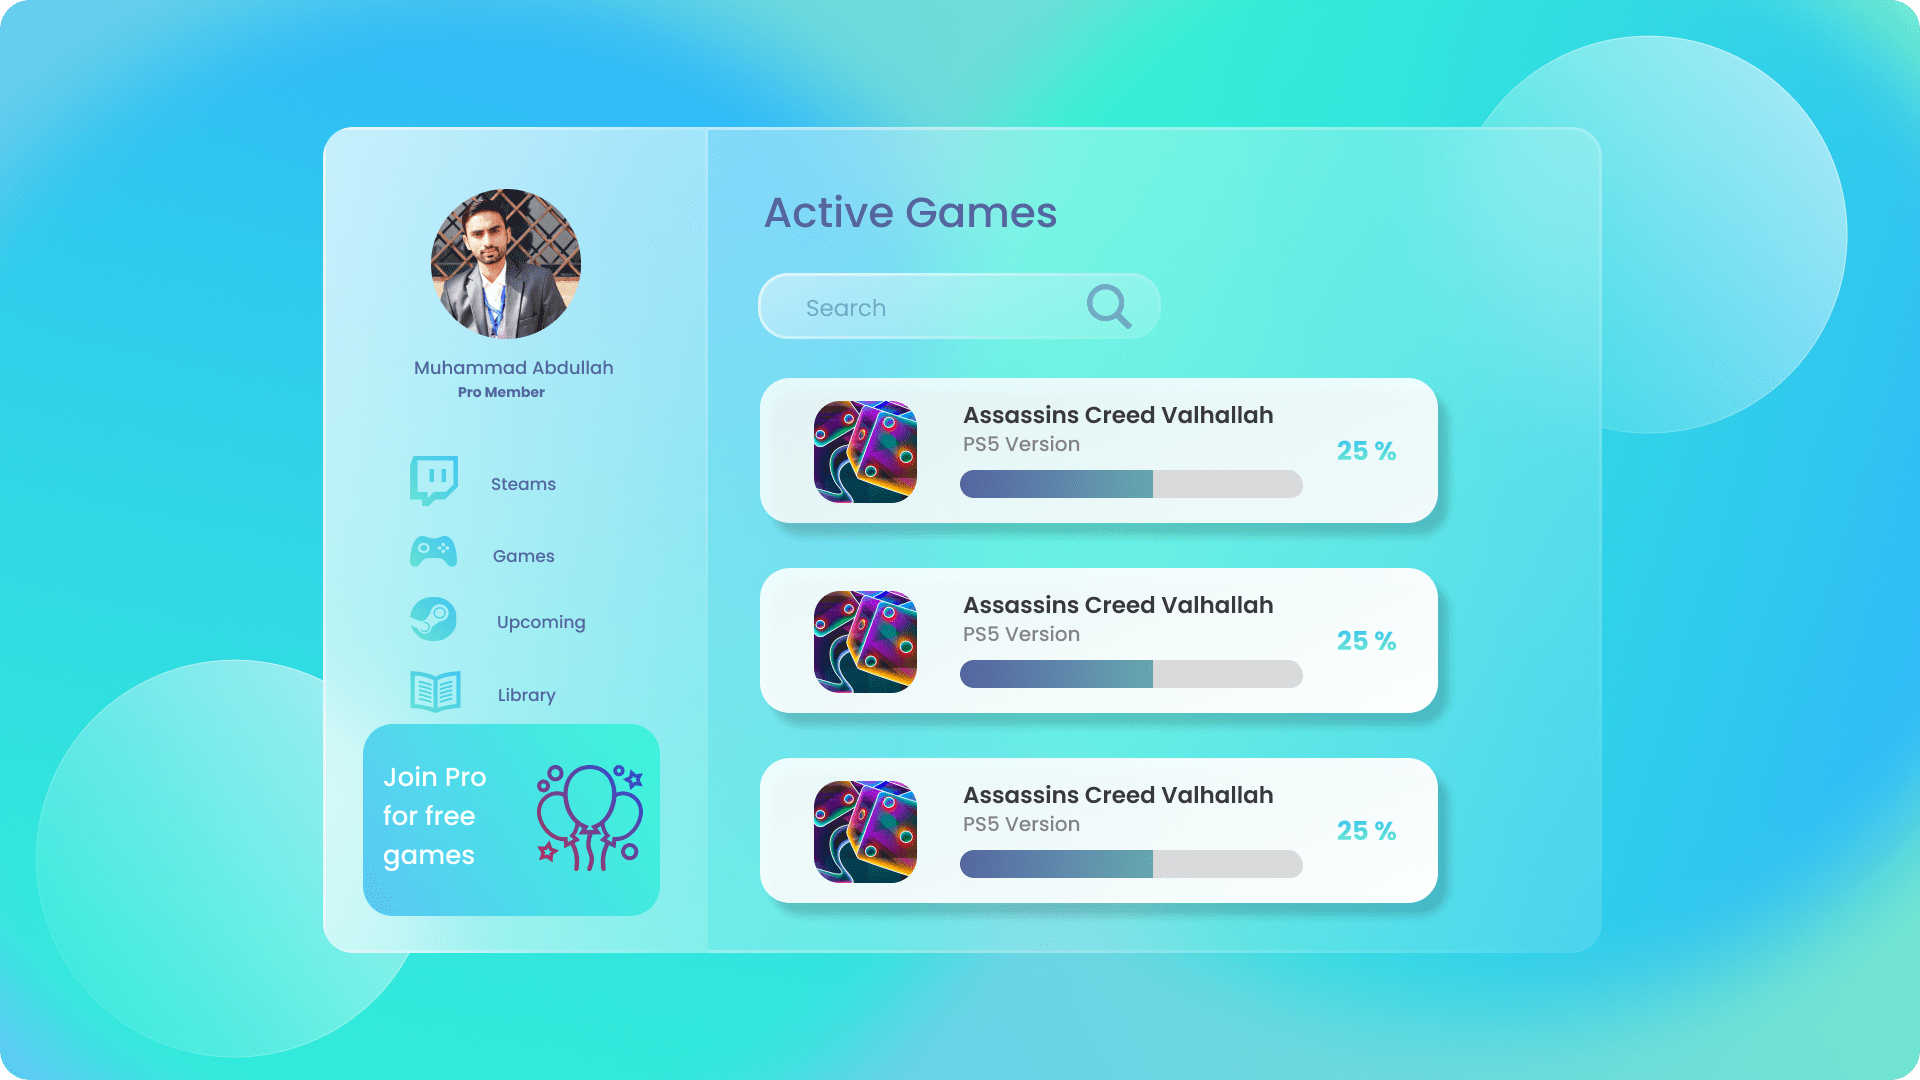 Muhammad Abdullah
Pro Member
Steams
Games
Upcoming
Library
Join Pro
for free
games
Active Games
Search
Assassins Creed Valhallah
PS5 Version
25 %
Assassins Creed Valhallah
PS5 Version
25 %
Assassins Creed Valhallah
PS5 Version
25 %